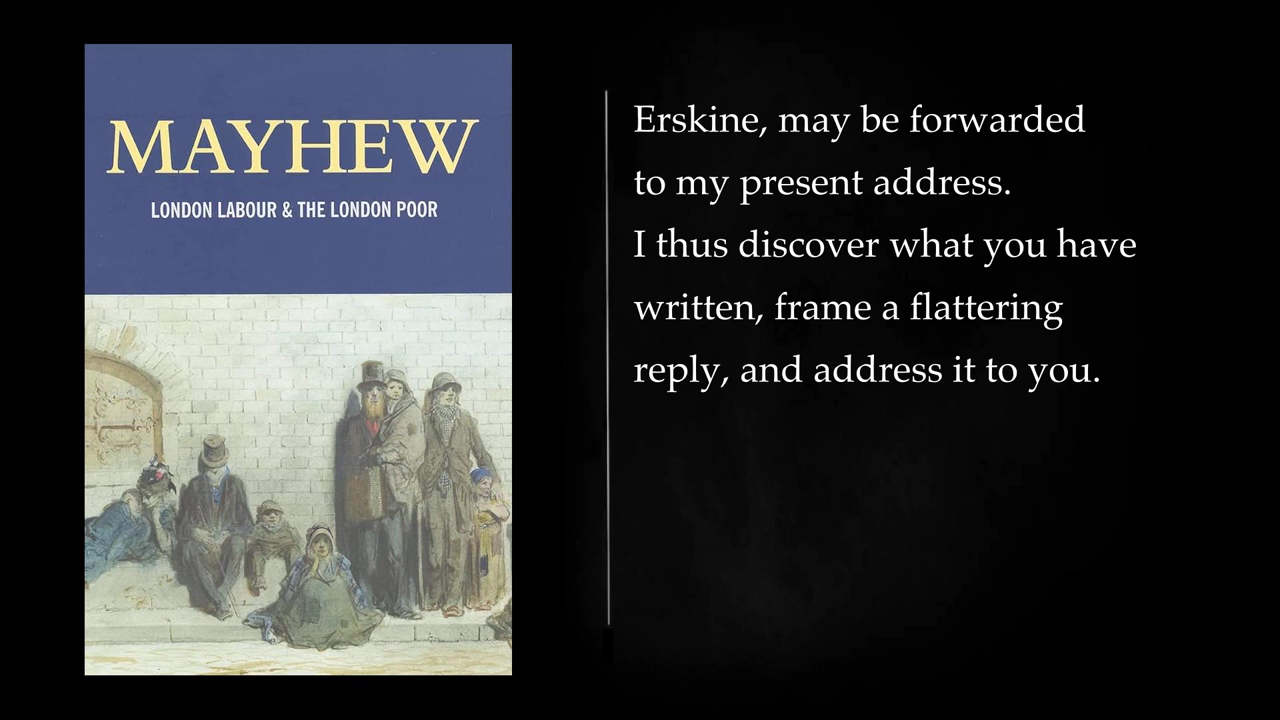 MAYHEW
LONDON LABOUR & THE LONDON POOR
Erskine, may be forwarded
to my present address.
I thus discover what you have
written, frame a flattering
reply, and address it to you.